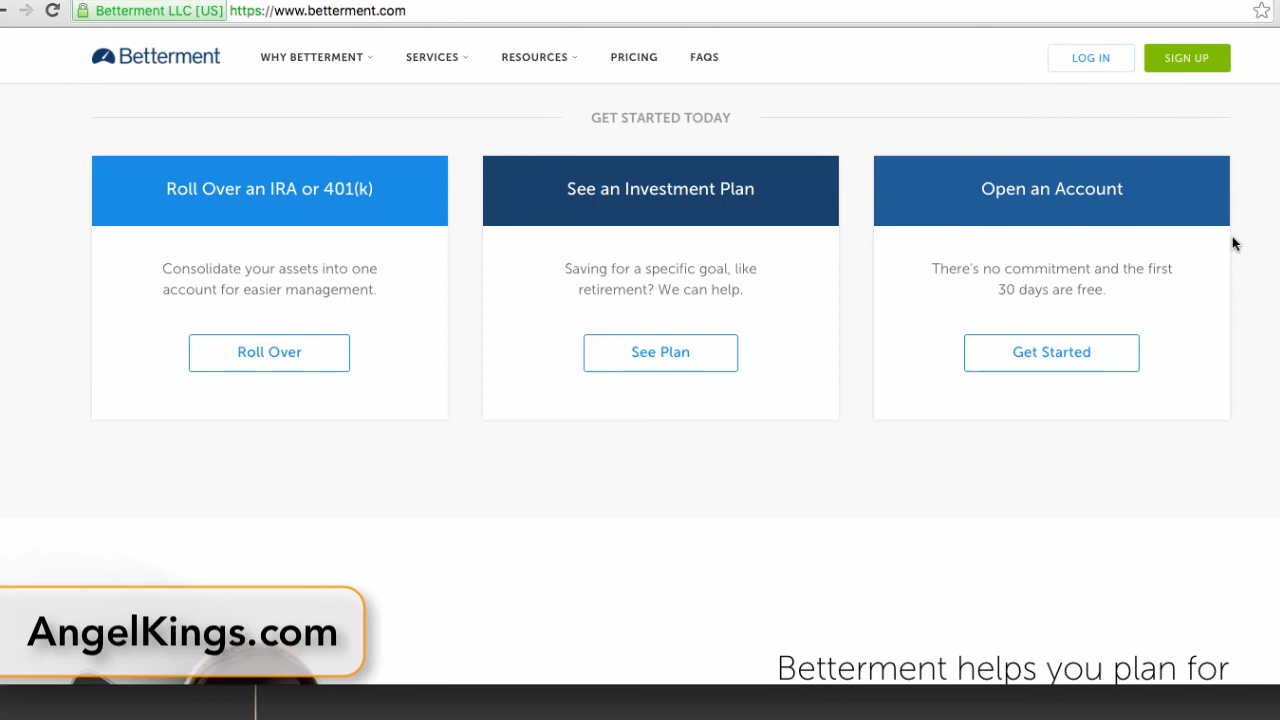 Betterment LLC [US] https://www.betterment.com
Betterment WHY BETTERMENT SERVICES RESOURCES PRICING FAQS LOG IN SIGN UP
GET STARTED TODAY
Roll Over an IRA or 401(k)
Consolidate your assets into one
account for easier management.
Roll Over
See an Investment Plan
Saving for a specific goal, like
retirement? We can help.
See Plan
Open an Account
There's no commitment and the first
30 days are free.
Get Started
AngelKings.com
Betterment helps you plan for